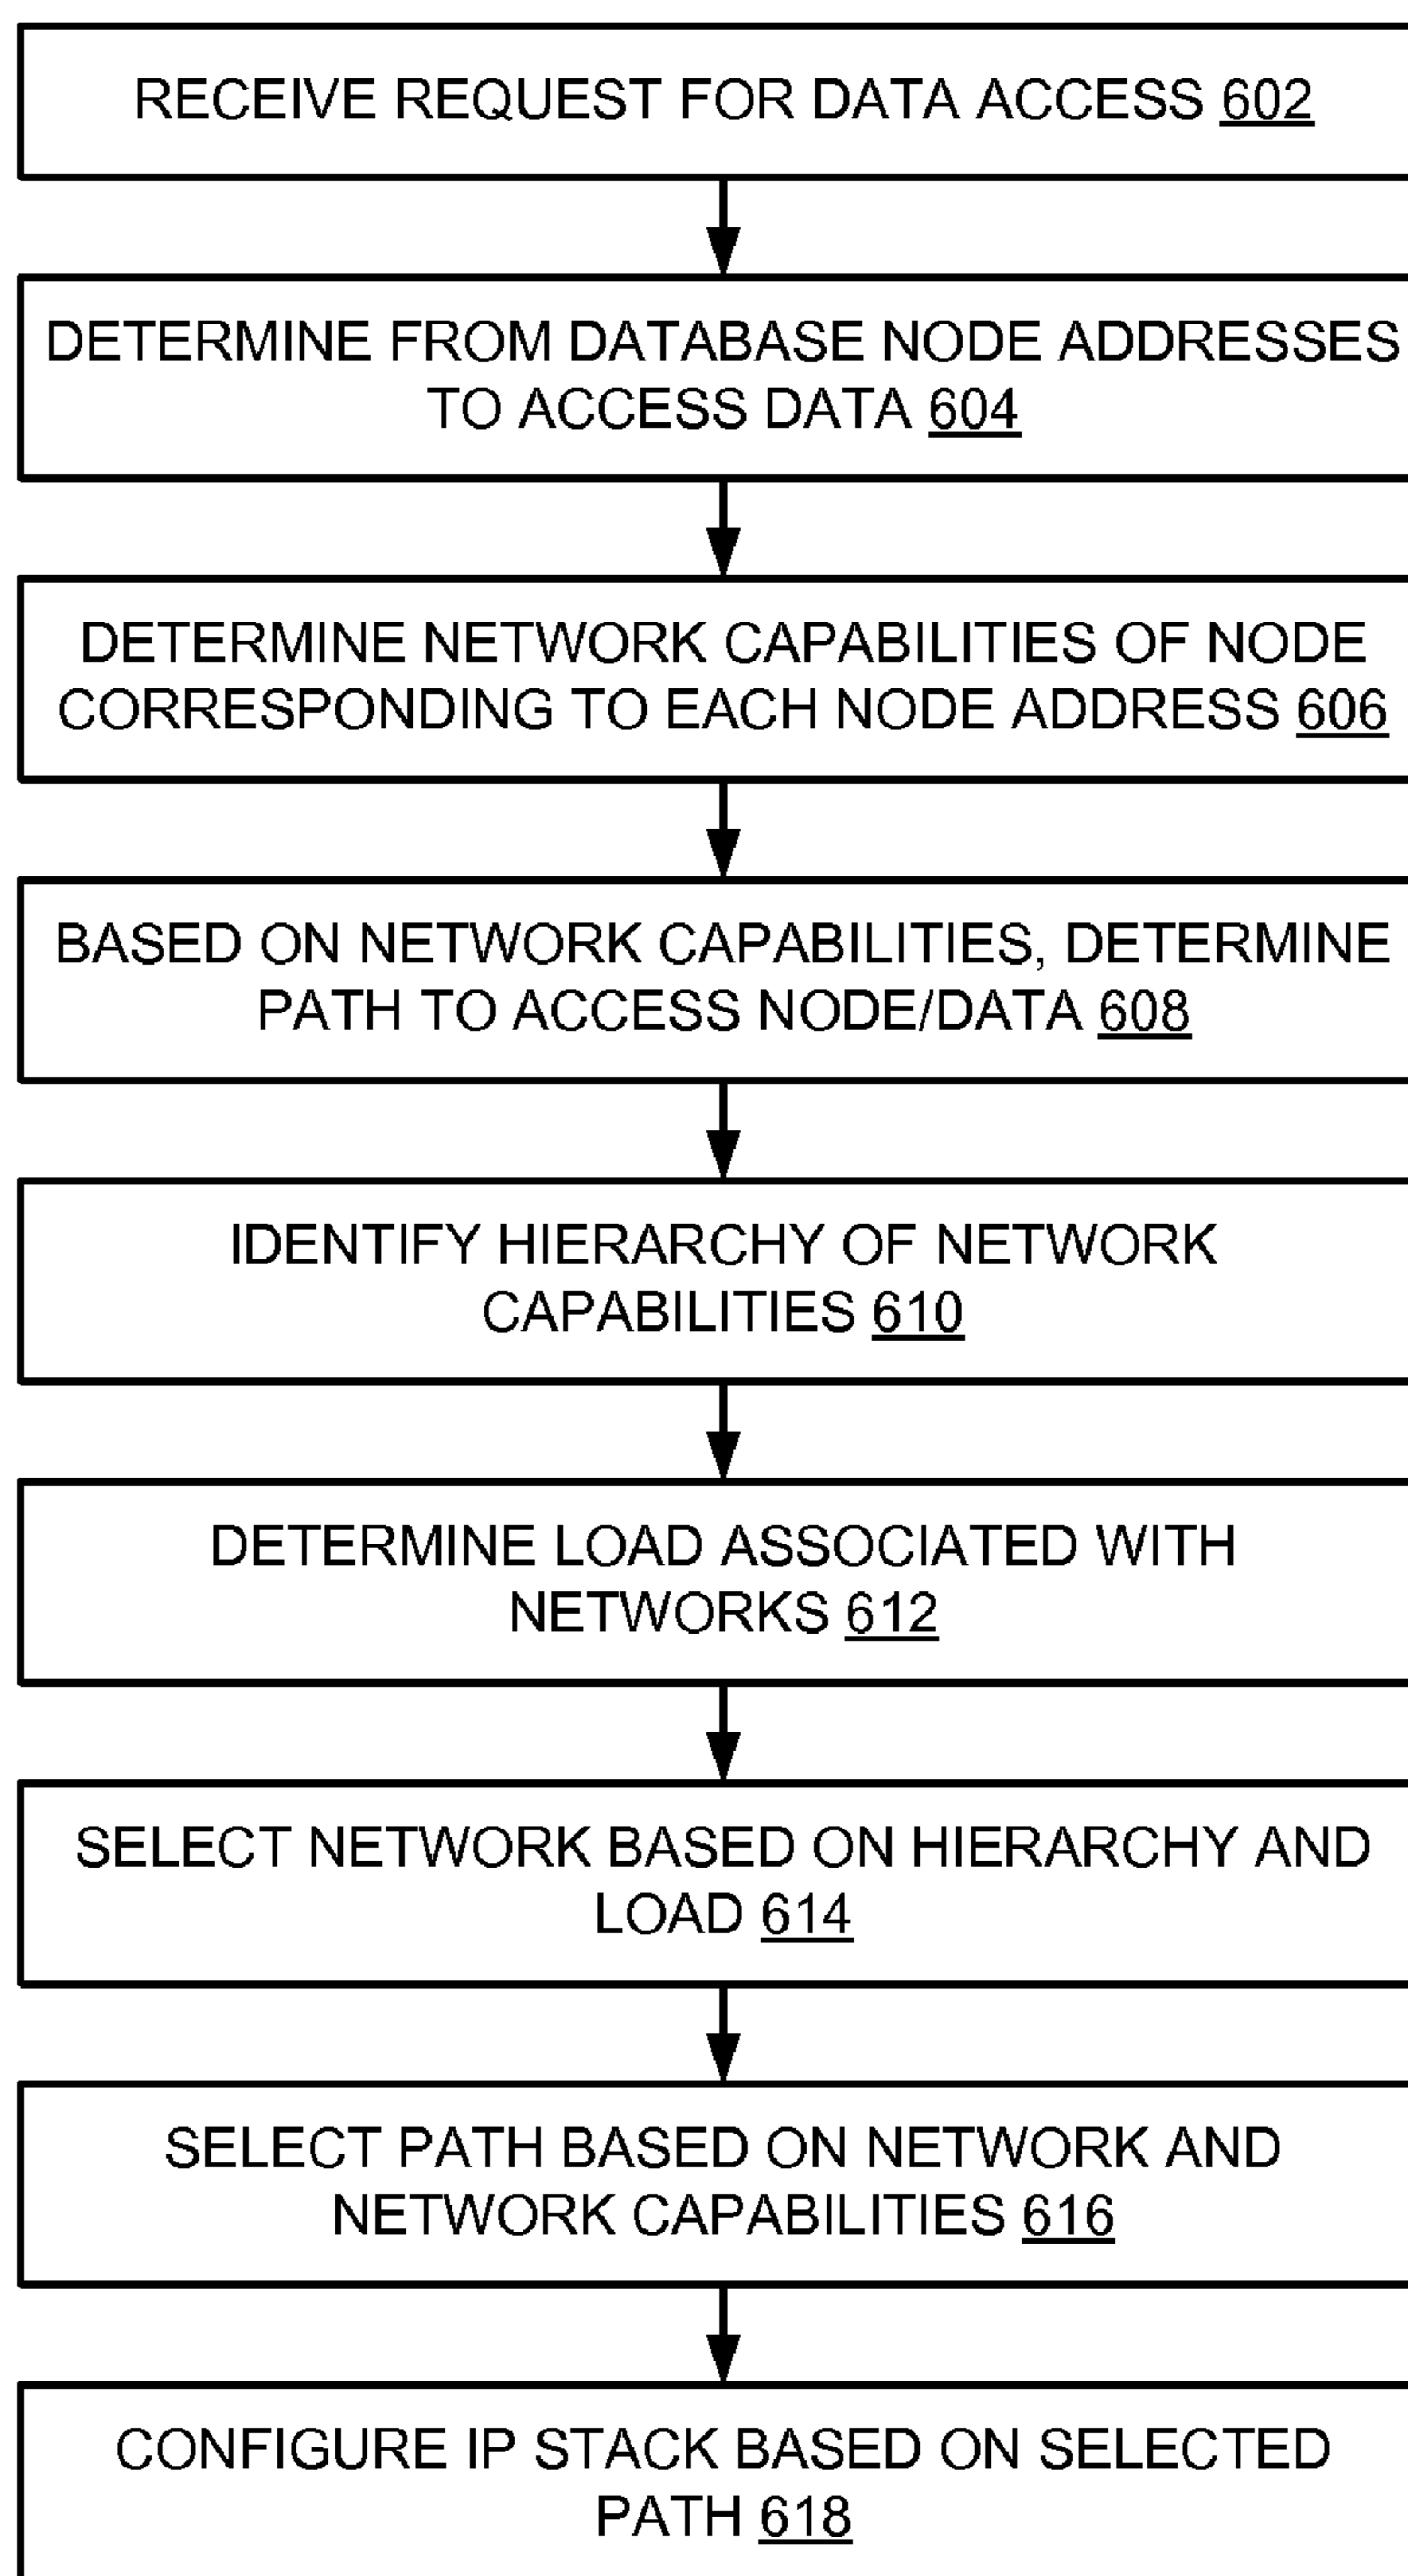 RECEIVE REQUEST FOR DATA ACCESS 602
DETERMINE FROM DATABASE NODE ADDRESSES
TO ACCESS DATA 604
DETERMINE NETWORK CAPABILITIES OF NODE
CORRESPONDING TO EACH NODE ADDRESS 606
BASED ON NETWORK CAPABILITIES, DETERMINE
PATH TO ACCESS NODE/DATA 608
IDENTIFY HIERARCHY OF NETWORK
CAPABILITIES 610
DETERMINE LOAD ASSOCIATED WITH
NETWORKS 612
SELECT NETWORK BASED ON HIERARCHY AND
LOAD 614
SELECT PATH BASED ON NETWORK AND
NETWORK CAPABILITIES 616
CONFIGURE IP STACK BASED ON SELECTED
PATH 618